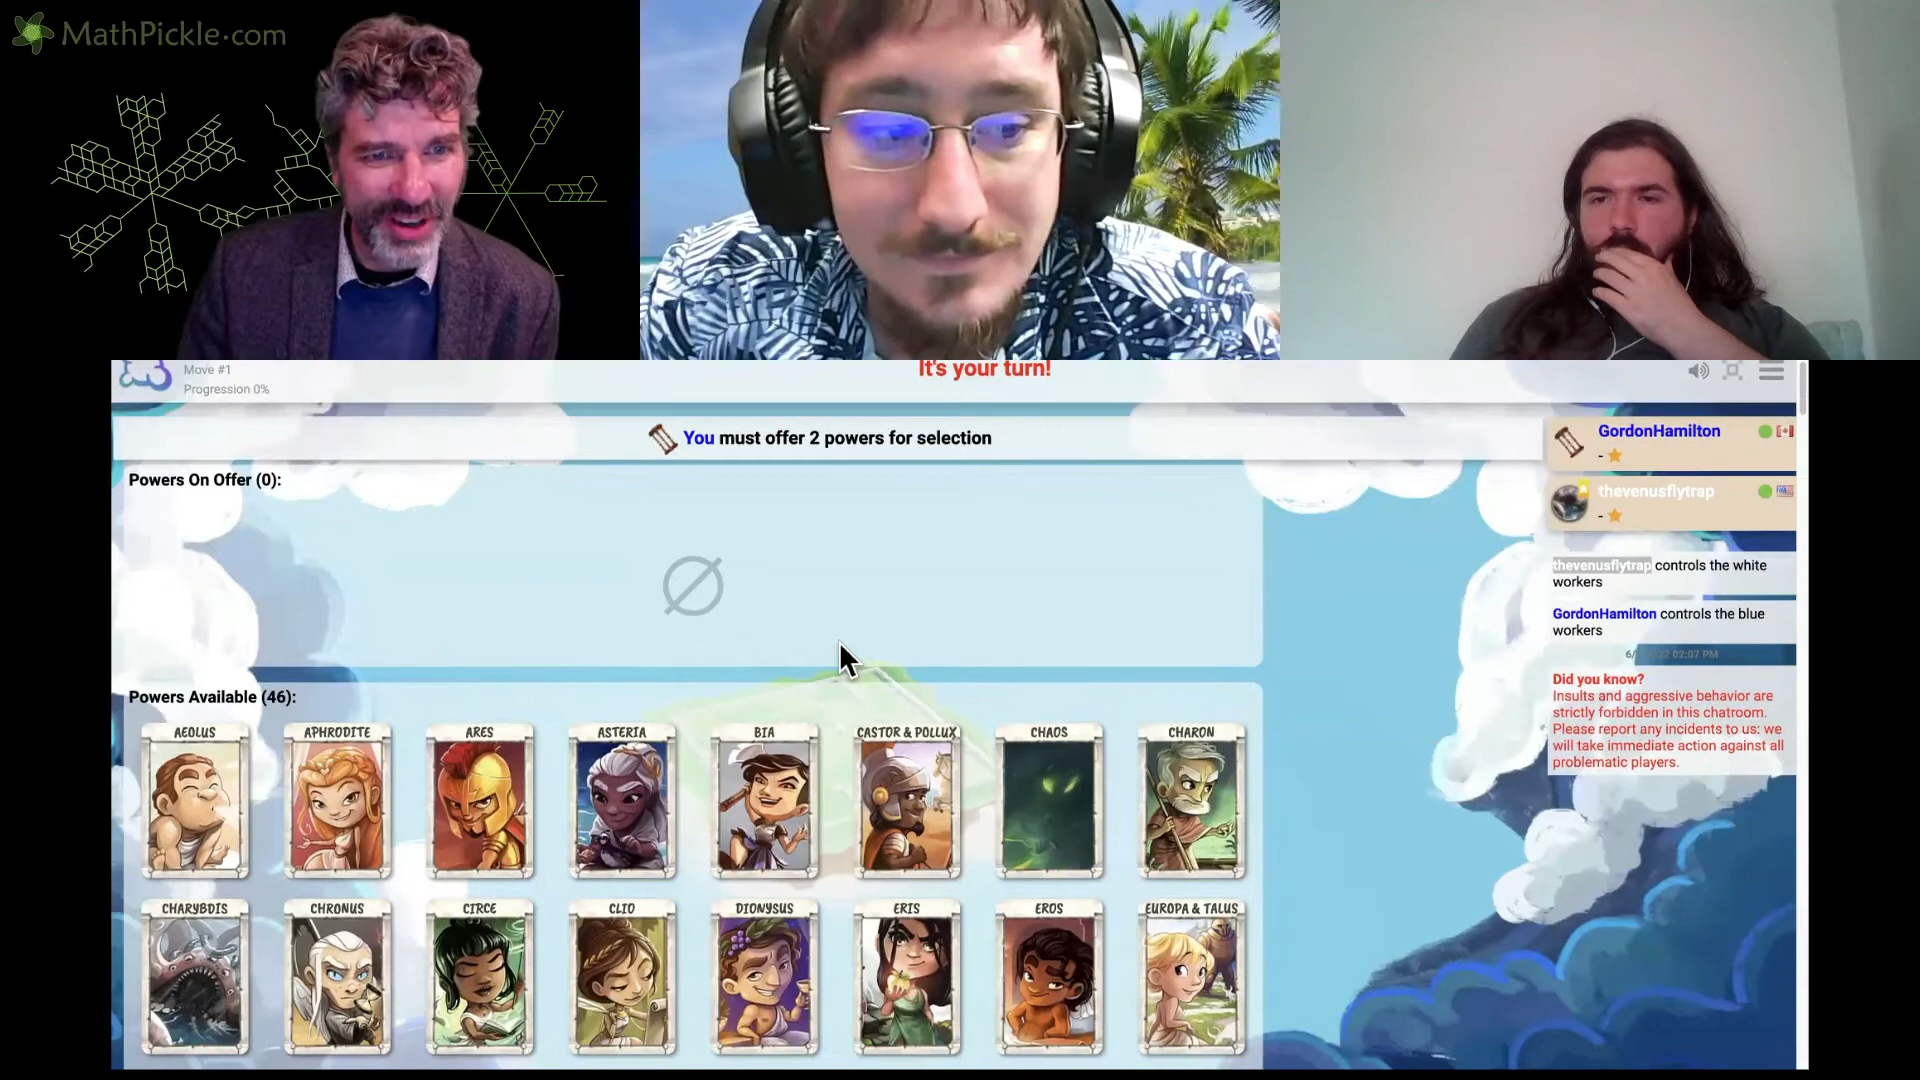 MathPickle.com
Move #1
Progression 0%
It's your turn!
You must offer 2 powers for selection
Powers On Offer (0):
Powers Available (46):
AEOLUS
APHRODITE
ARES
ASTERIA
BIA
CASTOR & POLLUX
CHAOS
CHARON
CHARYBDIS
CHRONUS
CIRCE
CLIO
DIONYSUS
ERIS
EROS
EUROPA & TALUS
GordonHamilton
-
thevenusflytrap
-
thevenusflytrap controls the white
workers
GordonHamilton controls the blue
workers
02:07 PM
Did you know?
Insults and aggressive behavior are
strictly forbidden in this chatroom.
Please report any incidents to us: we
will take immediate action against all
problematic players.